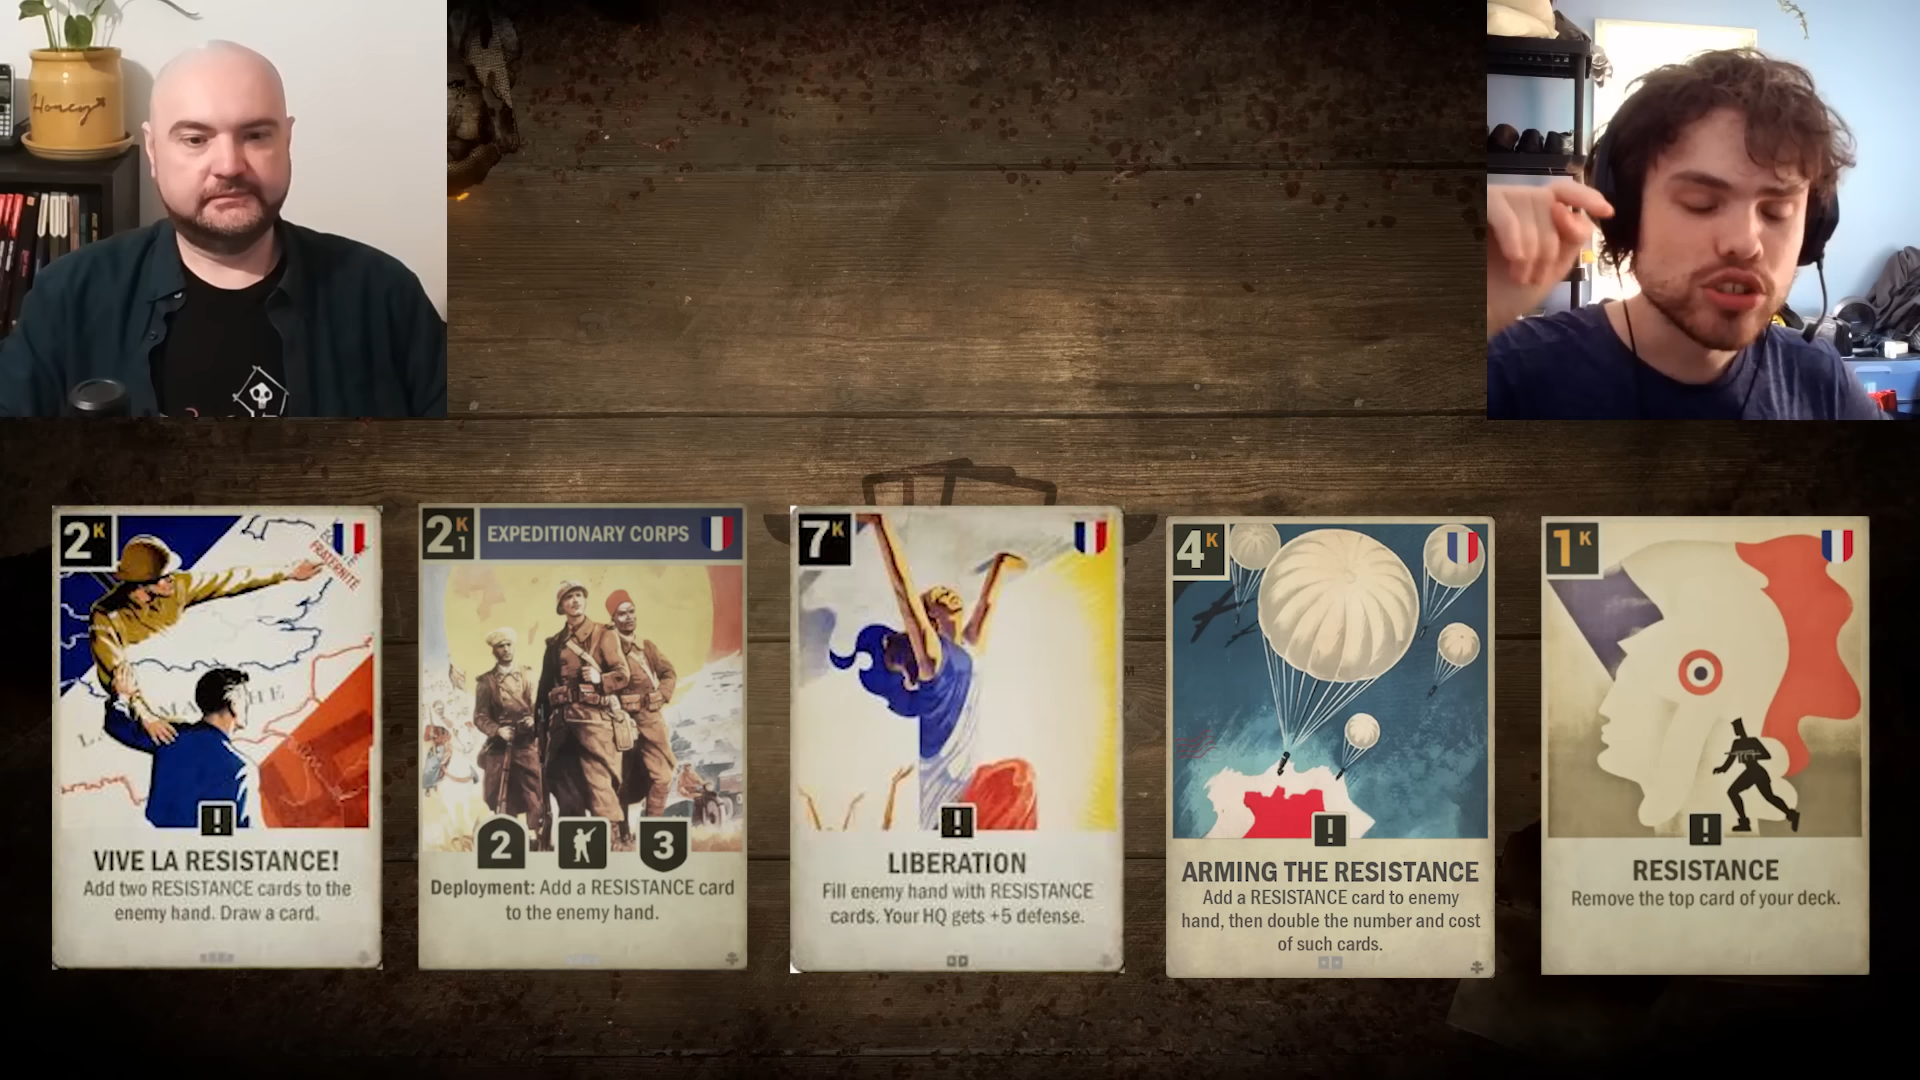 Honey
2K
FRATERNITÉ
VIVE LA RESISTANCE!
Add two RESISTANCE cards to the
enemy hand. Draw a card.
2K
1
EXPEDITIONARY CORPS
2
3
Deployment: Add a RESISTANCE card
to the enemy hand.
7K
LIBERATION
Fill enemy hand with RESISTANCE
cards. Your HQ gets +5 defense.
4K
ARMING THE RESISTANCE
Add a RESISTANCE card to enemy
hand, then double the number and cost
of such cards.
1K
RESISTANCE
Remove the top card of your deck.